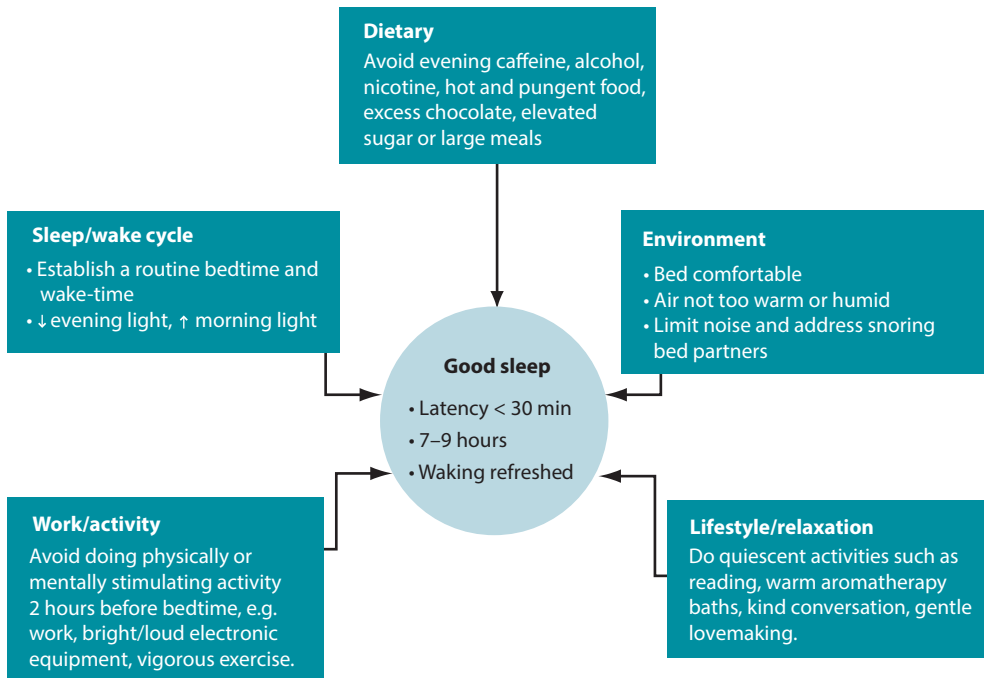 Dietary
Avoid evening caffeine, alcohol,
nicotine, hot and pungent food,
excess chocolate, elevated
sugar or large meals
Sleep/wake cycle
• Establish a routine bedtime and
wake-time
• ↓ evening light, ↑ morning light
Environment
• Bed comfortable
• Air not too warm or humid
• Limit noise and address snoring
bed partners
Good sleep
• Latency < 30 min
• 7–9 hours
• Waking refreshed
Work/activity
Avoid doing physically or
mentally stimulating activity
2 hours before bedtime, e.g.
work, bright/loud electronic
equipment, vigorous exercise.
Lifestyle/relaxation
Do quiescent activities such as
reading, warm aromatherapy
baths, kind conversation, gentle
lovemaking.